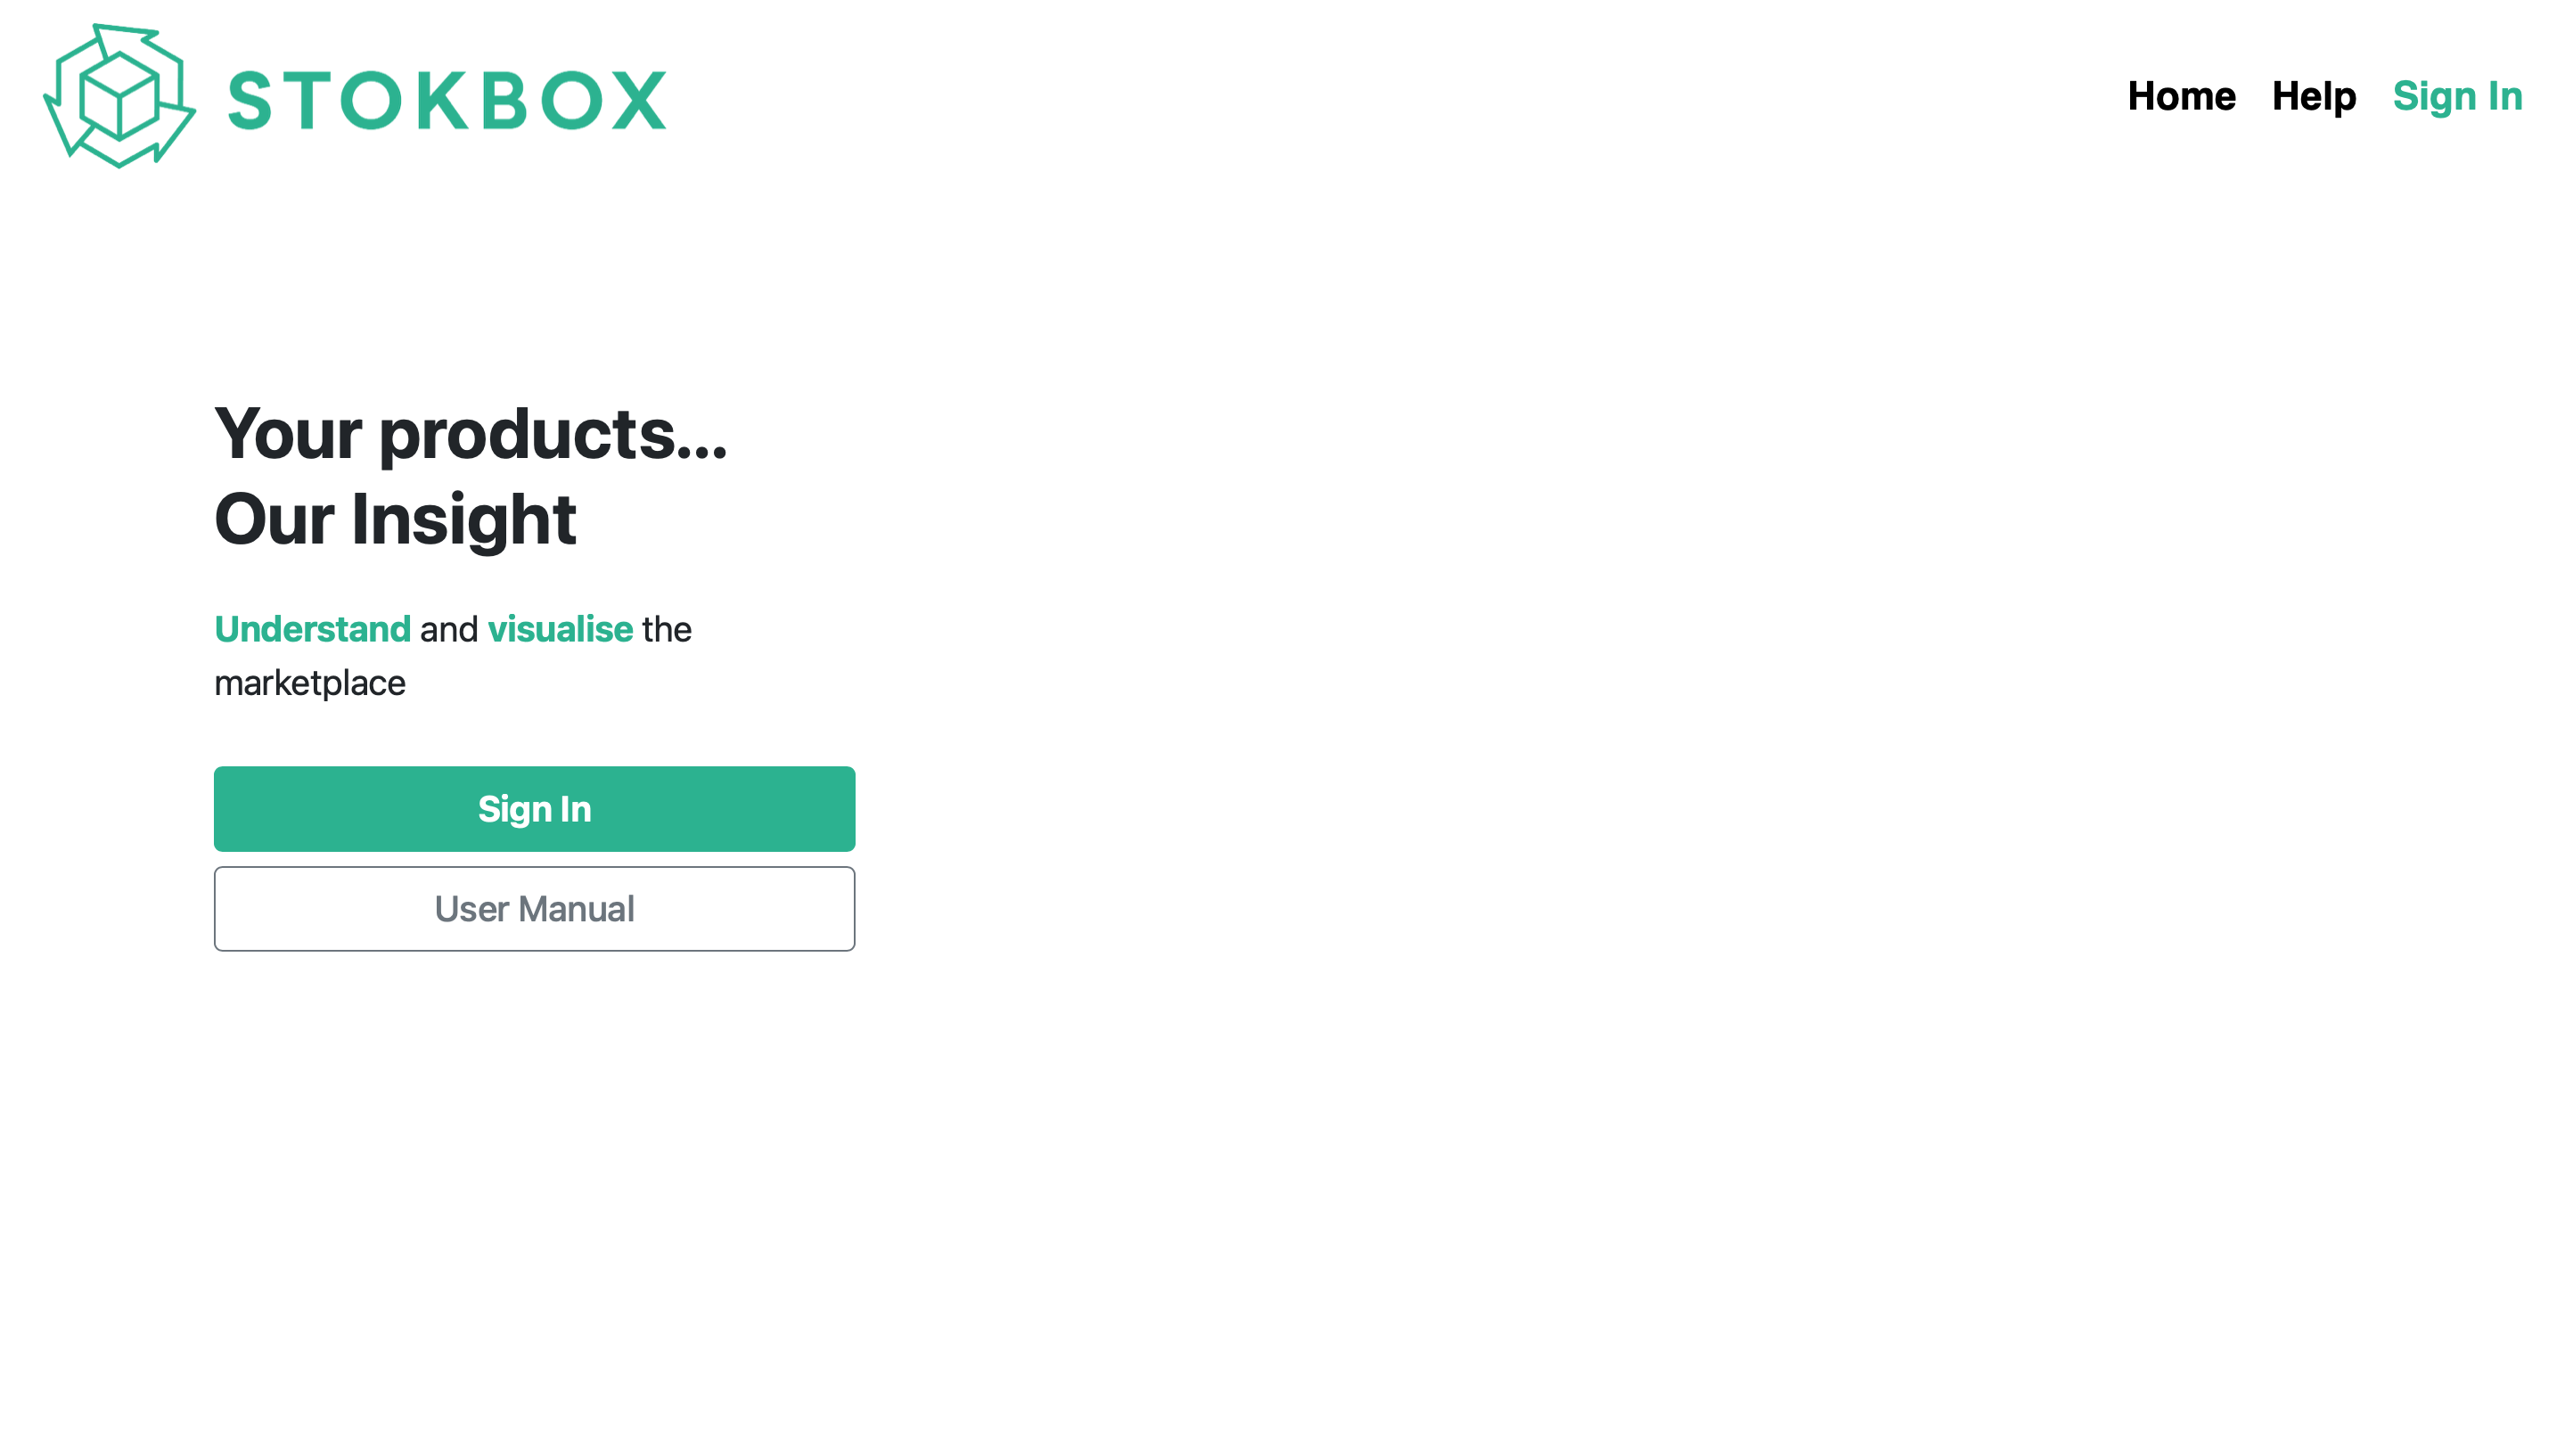 STOKBOX
Home Help Sign In
Your products...
Our Insight
Understand and visualise the
marketplace
Sign In
User Manual